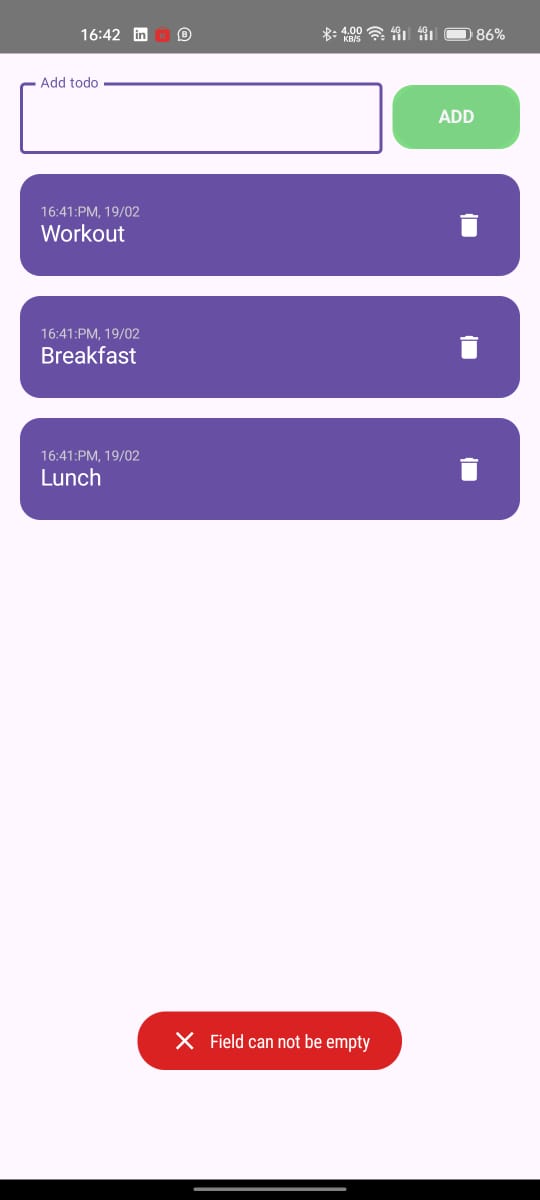 16:42
4.00
KB/S
4G
4G
86%
Add todo
ADD
16:41:PM, 19/02
Workout
16:41:PM, 19/02
Breakfast
16:41:PM, 19/02
Lunch
Field can not be empty